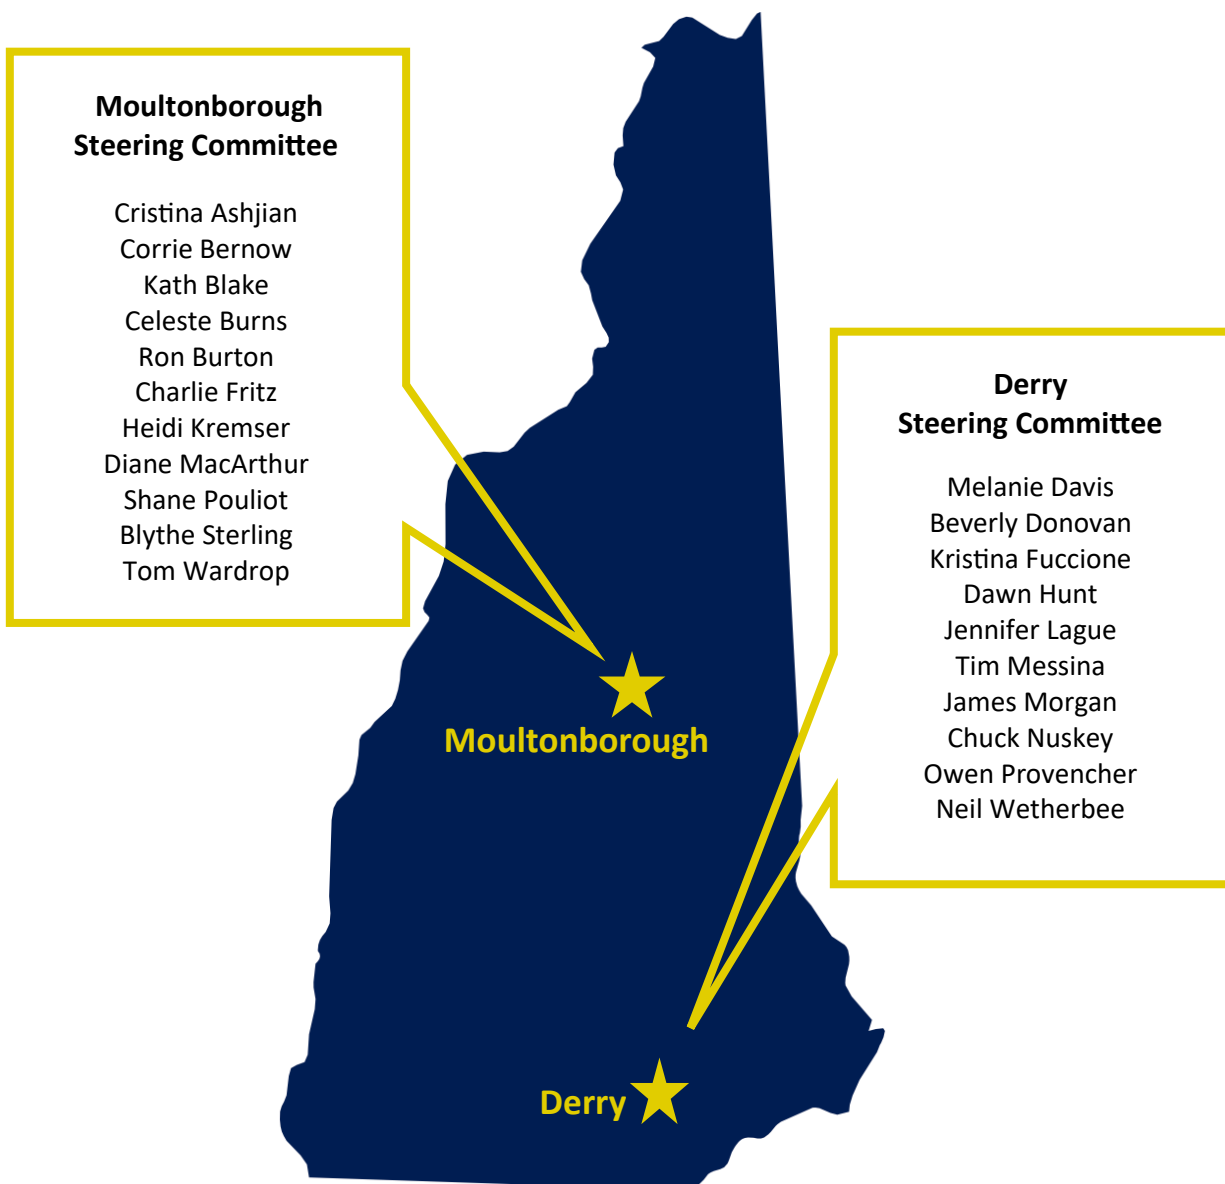 Moultonborough
Steering Committee
Cristina Ashjian
Corrie Bernow
Kath Blake
Celeste Burns
Ron Burton
Charlie Fritz
Heidi Kremser
Diane MacArthur
Shane Pouliot
Blythe Sterling
Tom Wardrop
Derry
Steering Committee
Melanie Davis
Beverly Donovan
Kristina Fuccione
Dawn Hunt
Jennifer Lague
Tim Messina
James Morgan
Chuck Nuskey
Owen Provencher
Neil Wetherbee
Moultonborough
Derry